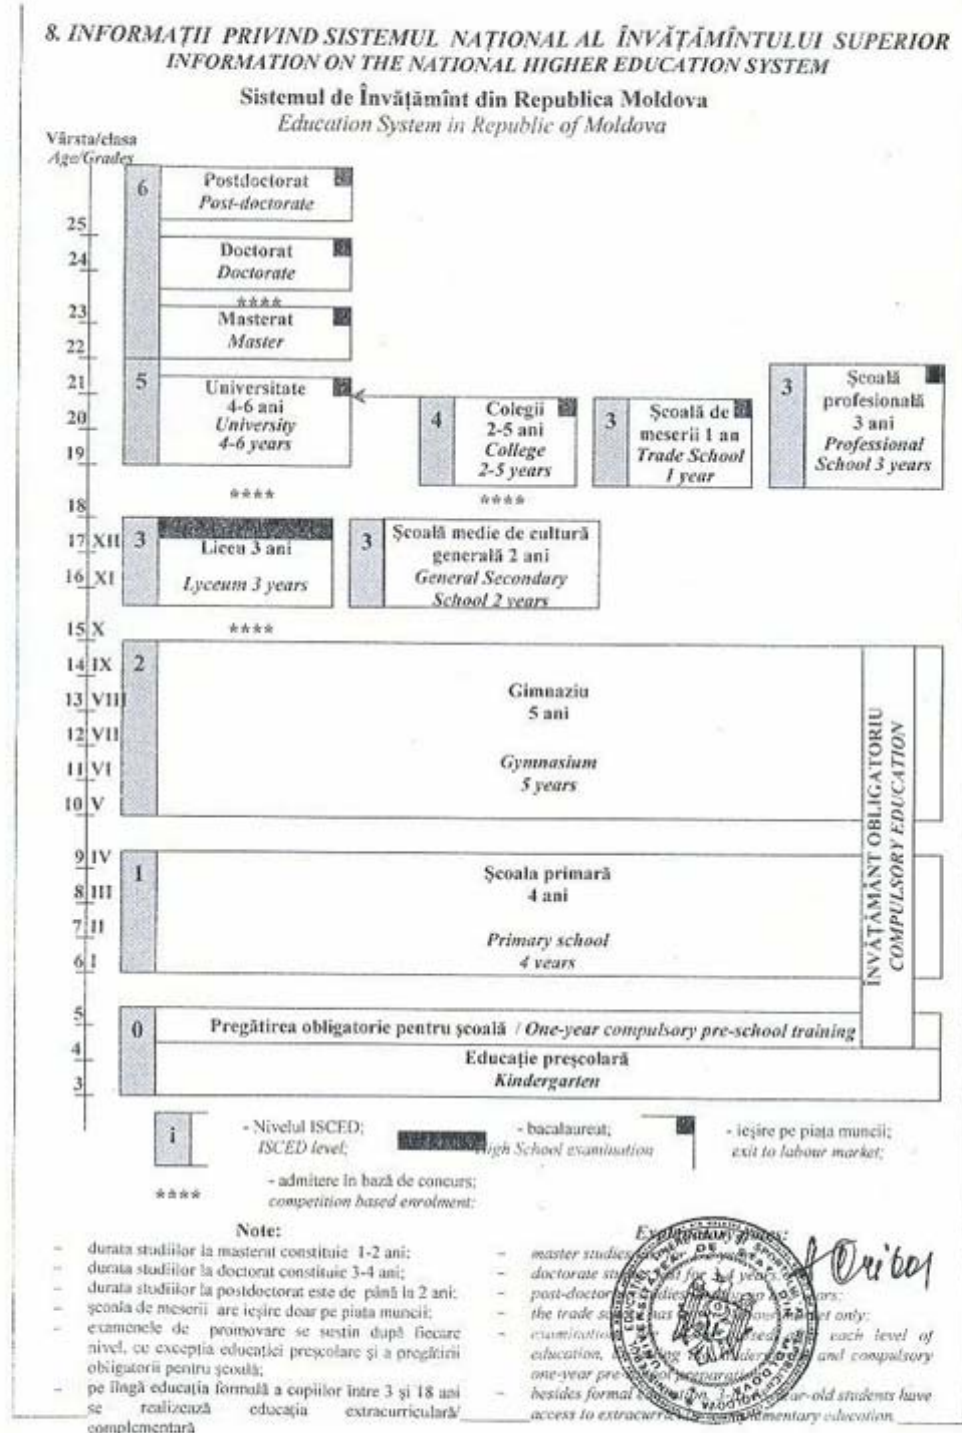 8. INFORMAȚII PRIVIND SISTEMUL NAȚIONAL AL ÎNVĂȚĂMÎNTULUI SUPERIOR
INFORMATION ON THE NATIONAL HIGHER EDUCATION SYSTEM
Sistemul de Învățămînt din Republica Moldova
Education System in Republic of Moldova
Vârsta/clasa
Age/Grades
6
Postdoctorat
Post-doctorate
25
24
Doctorat
Doctorate
****
23
Masterat
Master
22
21
5
Universitate
4-6 ani
University
4-6 years
20
19
4
Colegii
2-5 ani
College
2-5 years
3
Școală de
meserii 1 an
Trade School
1 year
3
Școală
profesională
3 ani
Professional
School 3 years
**** ****
18
17 XII
16 XI
3
Liceu 3 ani
Lyceum 3 years
3
Școală medie de cultură
generală 2 ani
General Secondary
School 2 years
15 X
****
14 IX
13 VIII
12 VII
11 VI
10 V
2
Gimnaziu
5 ani
Gymnasium
5 years
9 IV
8 III
7 II
6 I
1
Școala primară
4 ani
Primary school
4 years
ÎNVĂȚĂMÂNT OBLIGATORIU
COMPULSORY EDUCATION
5
4
3
0
Pregătirea obligatorie pentru școală / One-year compulsory pre-school training
Educație preșcolară
Kindergarten
i
- Nivelul ISCED;
ISCED level;
- bacalaureat;
High School examination
- ieșire pe piața muncii;
exit to labour market;
****
- admitere în bază de concurs;
competition based enrolment;
Note:
- durata studiilor la masterat constituie 1-2 ani;
- durata studiilor la doctorat constituie 3-4 ani;
- durata studiilor la postdoctorat este de până la 2 ani;
- școala de meserii are ieșire doar pe piața muncii;
- examenele de promovare se susțin după fiecare
nivel, cu excepția educației preșcolare și a pregătirii
obligatorii pentru școală;
- pe lîngă educația formală a copiilor între 3 și 18 ani
se realizează educația extracurriculară/
complementară
- master studies
- doctorate for years.
- post-doctor
- the trade only;
- each level of
education, and compulsory
one-year
- besides formal students have
access to education.